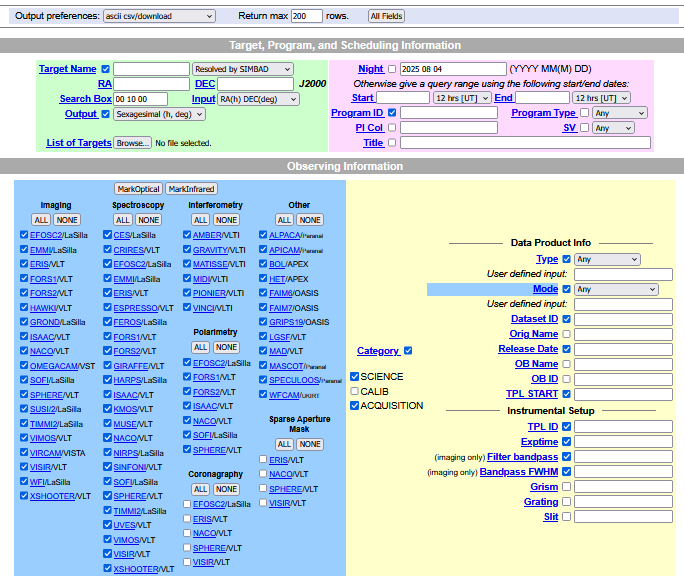 Output preferences: ascii csv/download Return max 200 rows. All Fields
Target, Program, and Scheduling Information
Target Name Resolved by SIMBAD
RA DEC J2000
Search Box 00 10 00 Input RA(h) DEC(deg)
Output Sexagesimal (h, deg)
List of Targets Browse... No file selected.
Night 2025 08 04 (YYYY MM(M) DD)
Otherwise give a query range using the following start/end dates:
Start 12 hrs [UT] End 12 hrs [UT]
Program ID Program Type Any
PI CoI SV Any
Title
Observing Information
MarkOptical MarkInfrared
Imaging
ALL NONE
EFOSC2/LaSilla
EMMI/LaSilla
ERIS/VLT
FORS1/VLT
FORS2/VLT
HAWKI/VLT
GROND/LaSilla
ISAAC/VLT
NACO/VLT
OMEGACAM/VST
SOFI/LaSilla
SPHERE/VLT
SUSI2/LaSilla
TIMMI2/LaSilla
VIMOS/VLT
VIRCAM/VISTA
VISIR/VLT
WFI/LaSilla
XSHOOTER/VLT
Spectroscopy
ALL NONE
CES/LaSilla
CRIRES/VLT
EFOSC2/LaSilla
EMMI/LaSilla
ERIS/VLT
ESPRESSO/VLT
FEROS/LaSilla
FORS1/VLT
FORS2/VLT
GIRAFFE/VLT
HARPS/LaSilla
ISAAC/VLT
KMOS/VLT
MUSE/VLT
NACO/VLT
NIRPS/LaSilla
SINFONI/VLT
SOFI/LaSilla
SPHERE/VLT
TIMMI2/LaSilla
UVES/VLT
VIMOS/VLT
VISIR/VLT
XSHOOTER/VLT
Interferometry
ALL NONE
AMBER/VLTI
GRAVITY/VLTI
MATISSE/VLTI
MIDI/VLTI
PIONIER/VLTI
VINCI/VLTI
Polarimetry
ALL NONE
EFOSC2/LaSilla
FORS1/VLT
FORS2/VLT
ISAAC/VLT
NACO/VLT
SOFI/LaSilla
SPHERE/VLT
Coronagraphy
ALL NONE
EFOSC2/LaSilla
ERIS/VLT
NACO/VLT
SPHERE/VLT
VISIR/VLT
Other
ALL NONE
ALPACA/Paranal
APICAM/Paranal
BOL/APEX
HET/APEX
FAIM6/OASIS
FAIM7/OASIS
GRIPS19/OASIS
LGSF/VLT
MAD/VLT
MASCOT/Paranal
SPECULOOS/Paranal
WFCAM/UKIRT
Sparse Aperture
Mask
ALL NONE
ERIS/VLT
NACO/VLT
SPHERE/VLT
VISIR/VLT
Category
SCIENCE
CALIB
ACQUISITION
Data Product Info
Type Any
User defined input:
Mode Any
User defined input:
Dataset ID
Orig Name
Release Date
OB Name
OB ID
TPL START
Instrumental Setup
TPL ID
Exptime
(imaging only) Filter bandpass
(imaging only) Bandpass FWHM
Grism
Grating
Slit